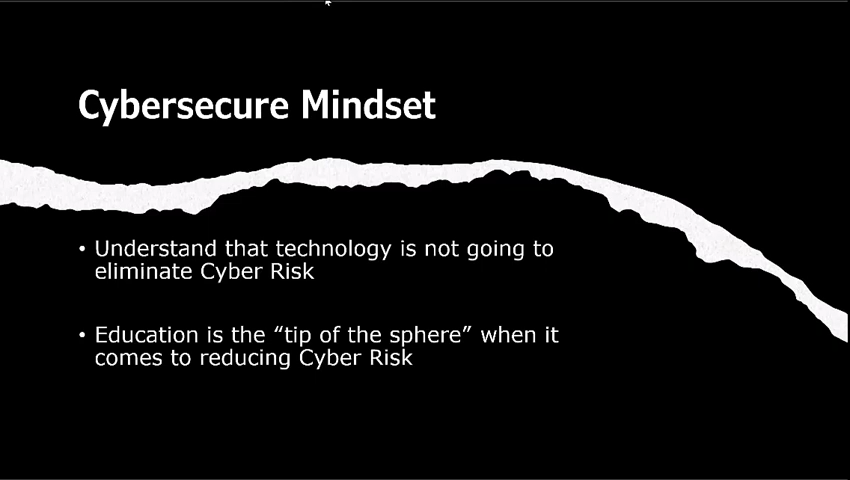 Cybersecure Mindset
• Understand that technology is not going to
eliminate Cyber Risk
• Education is the “tip of the sphere” when it
comes to reducing Cyber Risk